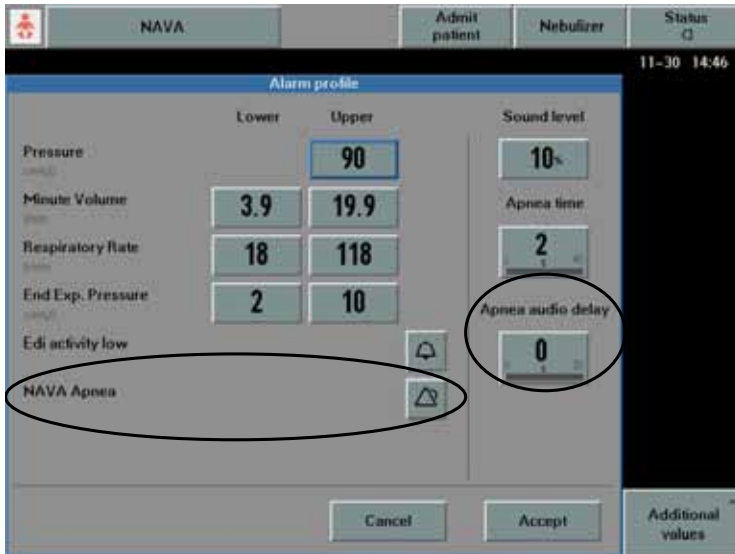 NAVA
Admit patient
Nebulizer
Status
11-30 14:46
Alarm profile
Lower Upper Sound level
Pressure 90 10%
Minute Volume 3.9 19.9 Apnea time
Respiratory Rate 18 118 2
End Exp. Pressure 2 10 Apnea audio delay
Edi activity low 0
NAVA Apnea
Cancel Accept Additional values